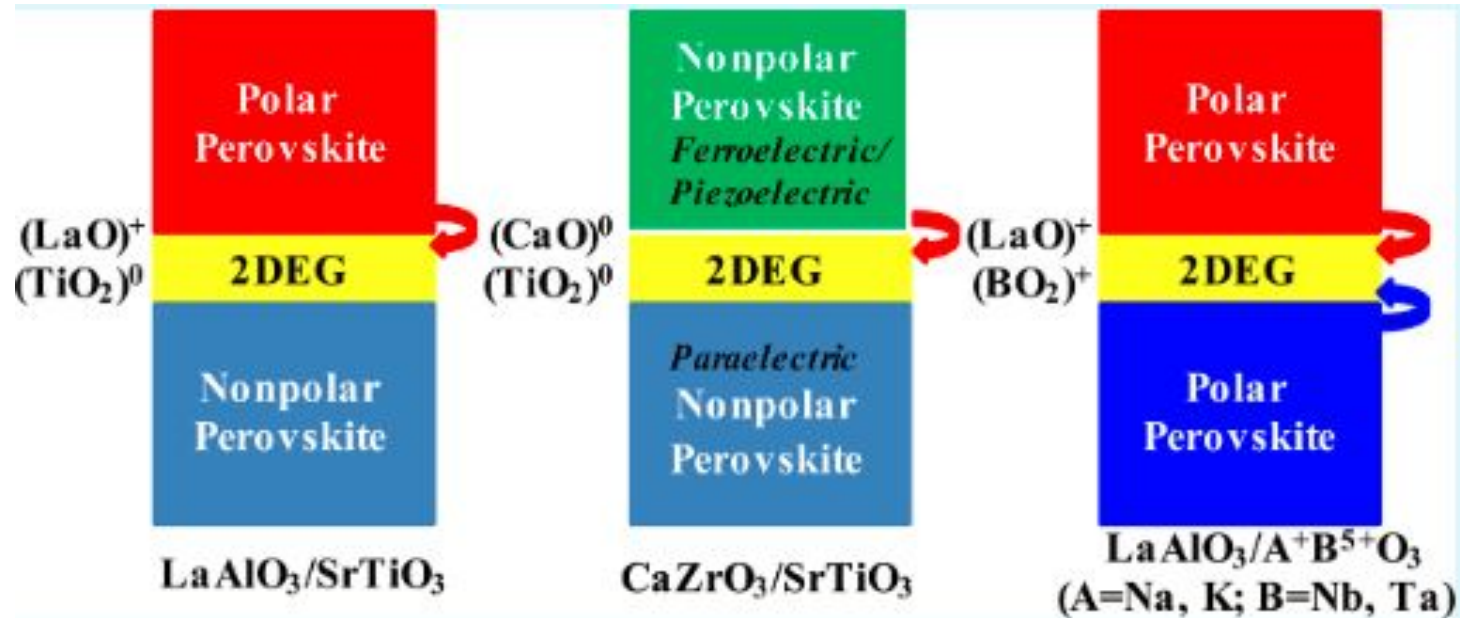 Polar
Perovskite
(LaO)⁺
(TiO₂)⁰
2DEG
Nonpolar
Perovskite
LaAlO₃/SrTiO₃
Nonpolar
Perovskite
Ferroelectric/
Piezoelectric
(CaO)⁰
(TiO₂)⁰
2DEG
Paraelectric
Nonpolar
Perovskite
CaZrO₃/SrTiO₃
Polar
Perovskite
(LaO)⁺
(BO₂)⁺
2DEG
Polar
Perovskite
LaAlO₃/A⁺B⁵⁺O₃
(A=Na, K; B=Nb, Ta)